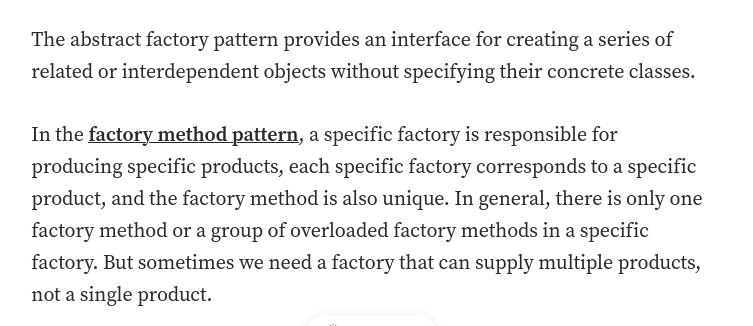 The abstract factory pattern provides an interface for creating a series of
related or interdependent objects without specifying their concrete classes.
In the factory method pattern, a specific factory is responsible for
producing specific products, each specific factory corresponds to a specific
product, and the factory method is also unique. In general, there is only one
factory method or a group of overloaded factory methods in a specific
factory. But sometimes we need a factory that can supply multiple products,
not a single product.